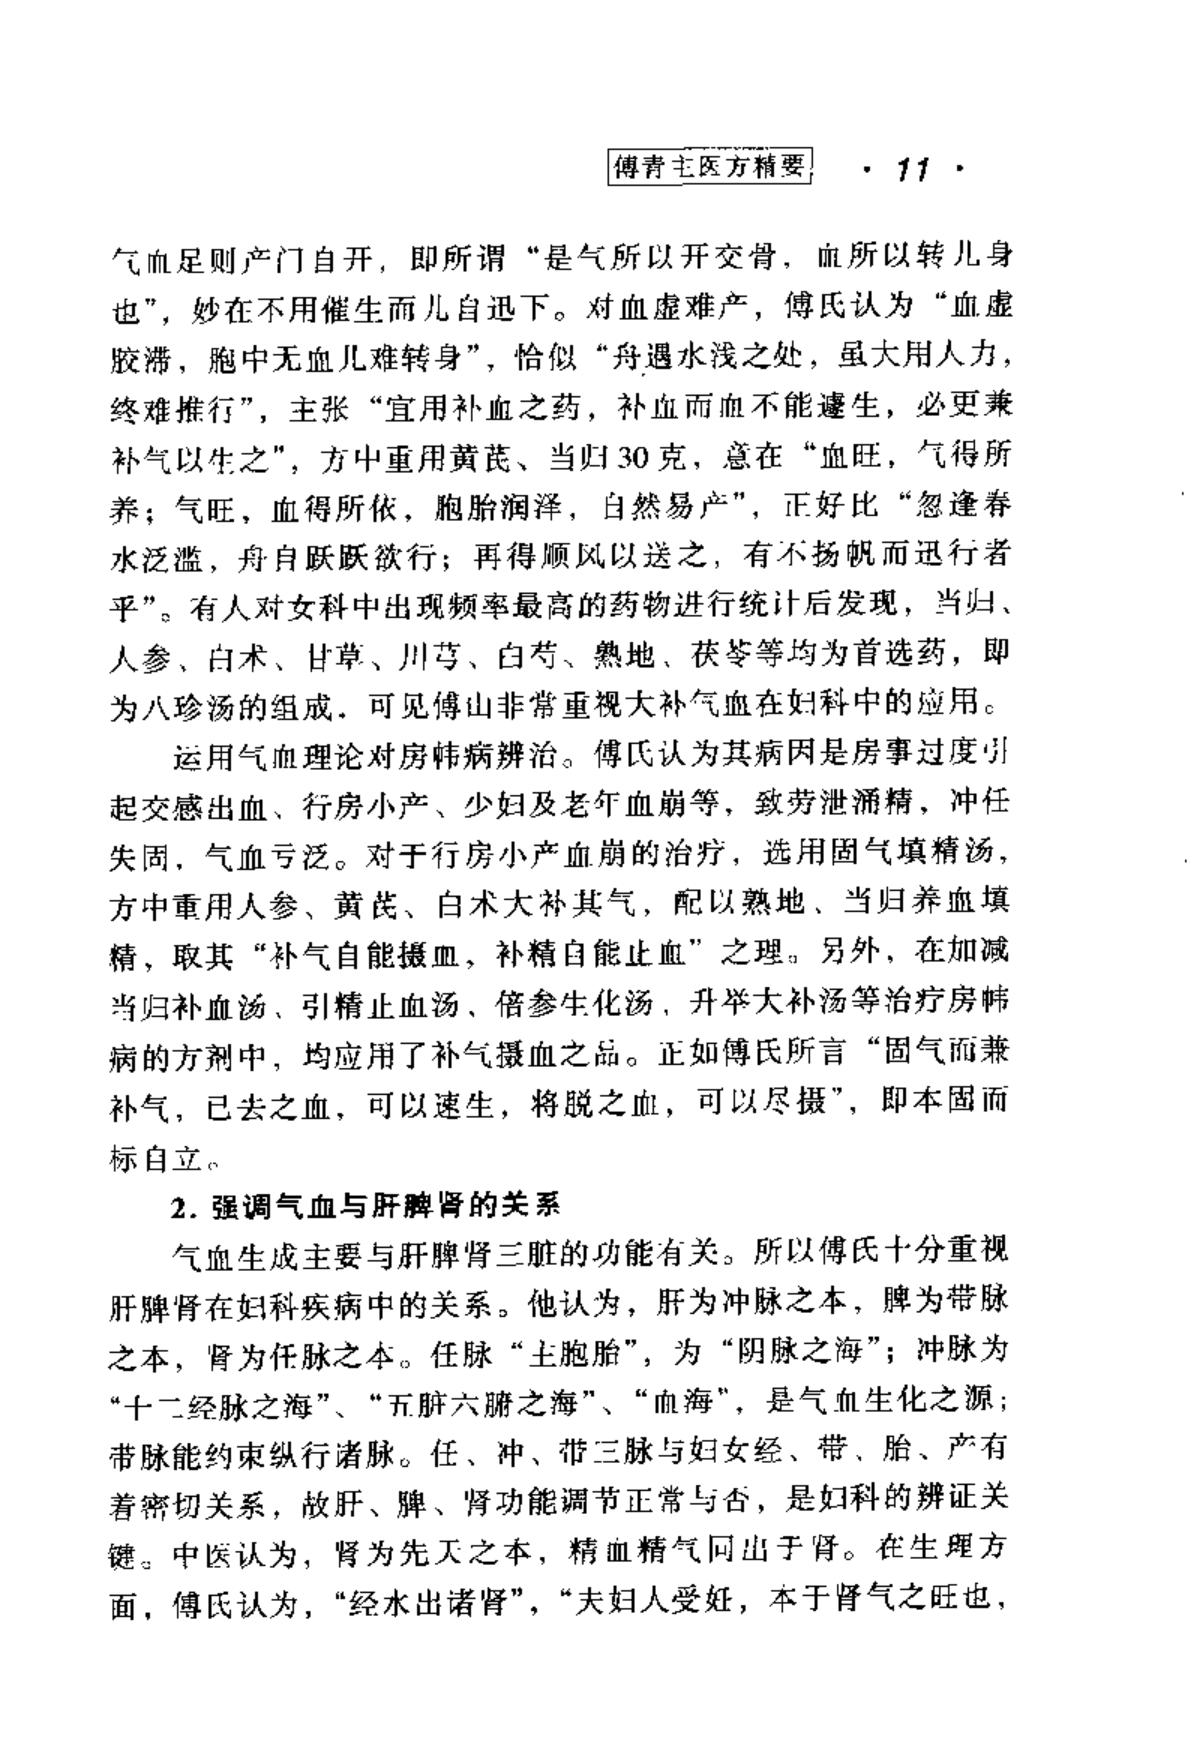 傅青主医方精要 · 11 ·
气血足则产门自开，即所谓“是气所以开交骨，血所以转儿身
也”，妙在不用催生而儿自迅下。对血虚难产，傅氏认为“血虚
胶滞，胞中无血儿难转身”，恰似“舟遇水浅之处，虽大用人力，
终难推行”，主张“宜用补血之药，补血而血不能遽生，必更兼
补气以生之”，方中重用黄芪、当归30克，意在“血旺，气得所
养；气旺，血得所依，胞胎润泽，自然易产”，正好比“忽逢春
水泛滥，舟自跃跃欲行；再得顺风以送之，有不扬帆而迅行者
乎”。有人对女科中出现频率最高的药物进行统计后发现，当归、
人参、白术、甘草、川芎、白芍、熟地、茯苓等均为首选药，即
为八珍汤的组成，可见傅山非常重视大补气血在妇科中的应用。
运用气血理论对房帏病辨治。傅氏认为其病因是房事过度引
起交感出血、行房小产、少妇及老年血崩等，致劳泄涌精，冲任
失固，气血亏泛。对于行房小产血崩的治疗，选用固气填精汤，
方中重用人参、黄芪、白术大补其气，配以熟地、当归养血填
精，取其“补气自能摄血，补精自能止血”之理。另外，在加减
当归补血汤、引精止血汤、倍参生化汤，升举大补汤等治疗房帏
病的方剂中，均应用了补气摄血之品。正如傅氏所言“固气而兼
补气，已去之血，可以速生，将脱之血，可以尽摄”，即本固而
标自立。
2. 强调气血与肝脾肾的关系
气血生成主要与肝脾肾三脏的功能有关。所以傅氏十分重视
肝脾肾在妇科疾病中的关系。他认为，肝为冲脉之本，脾为带脉
之本，肾为任脉之本。任脉“主胞胎”，为“阴脉之海”；冲脉为
“十二经脉之海”、“五脏六腑之海”、“血海”，是气血生化之源；
带脉能约束纵行诸脉。任、冲、带三脉与妇女经、带、胎、产有
着密切关系，故肝、脾、肾功能调节正常与否，是妇科的辨证关
键。中医认为，肾为先天之本，精血精气同出于肾。在生理方
面，傅氏认为，“经水出诸肾”，“夫妇人受妊，本于肾气之旺也，